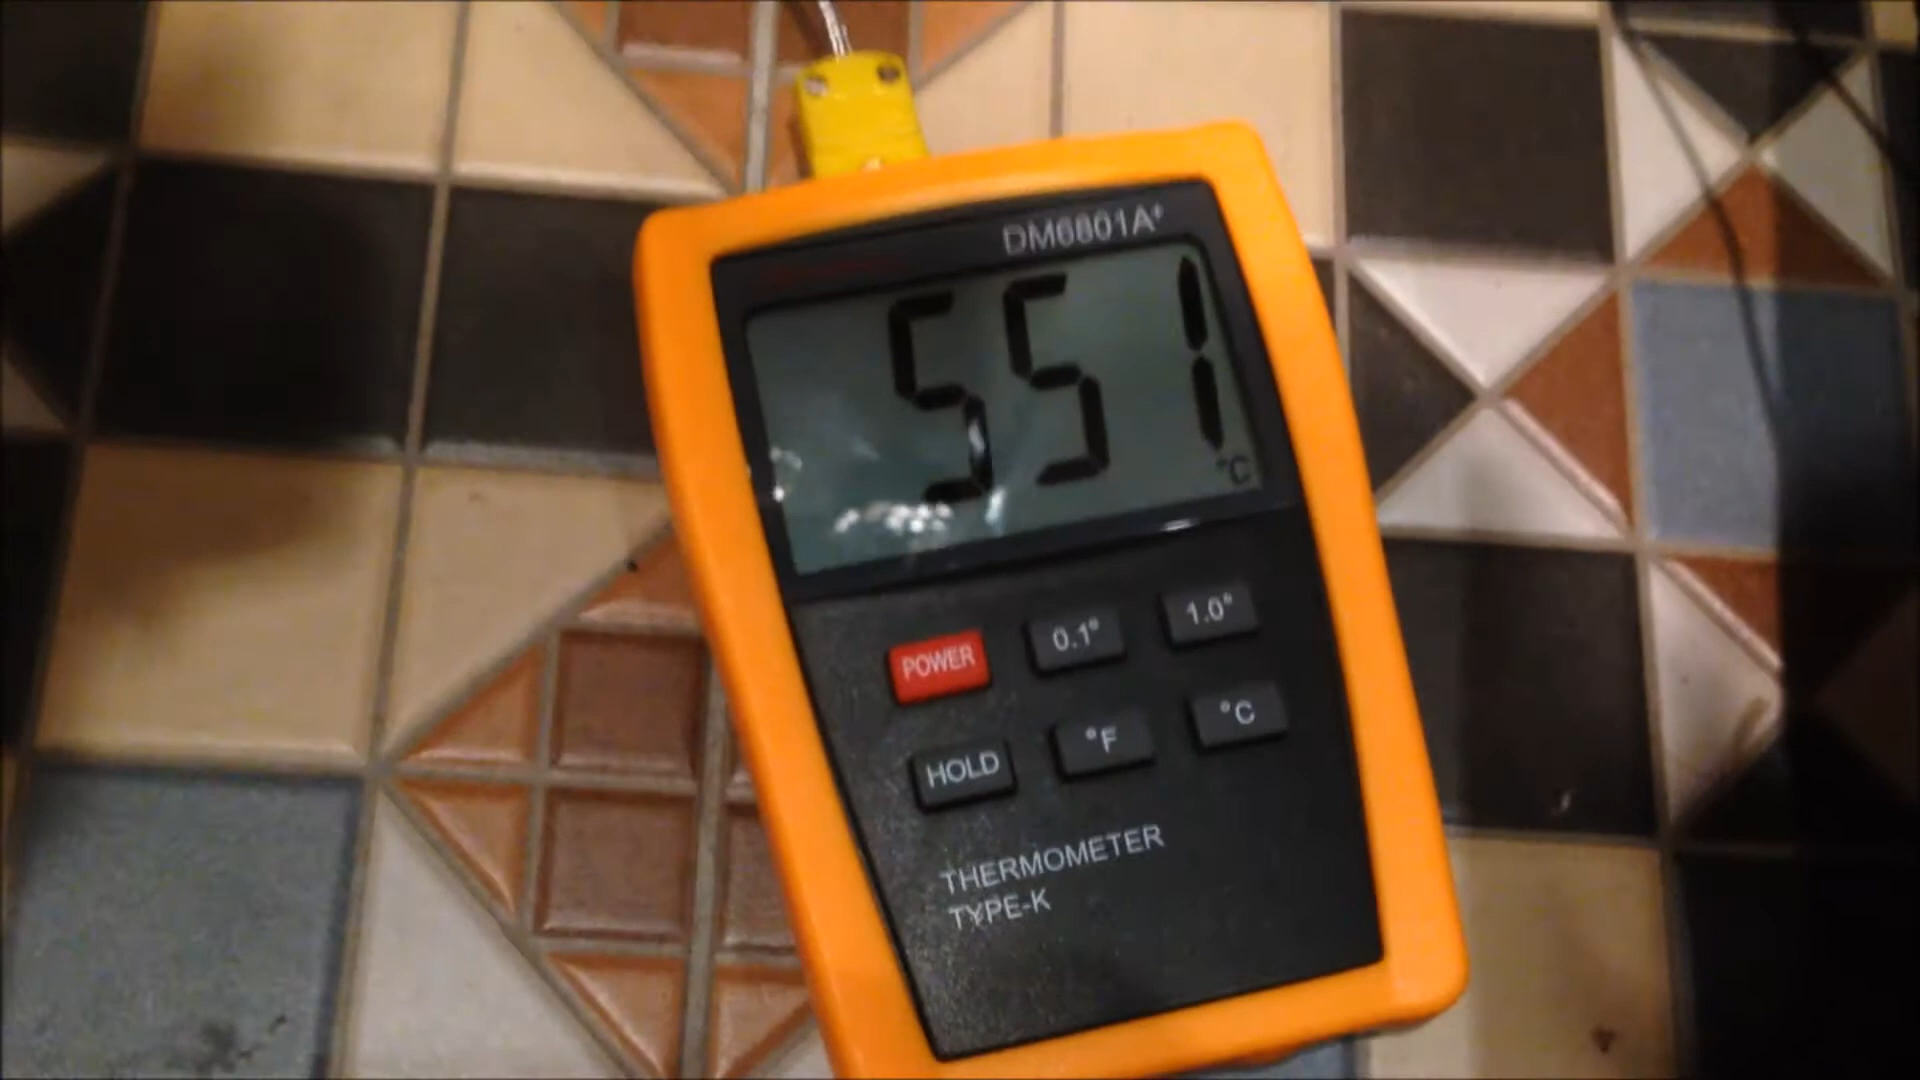 DM6801A+
551
°C
POWER 0.1° 1.0°
HOLD °F °C
THERMOMETER
TYPE-K